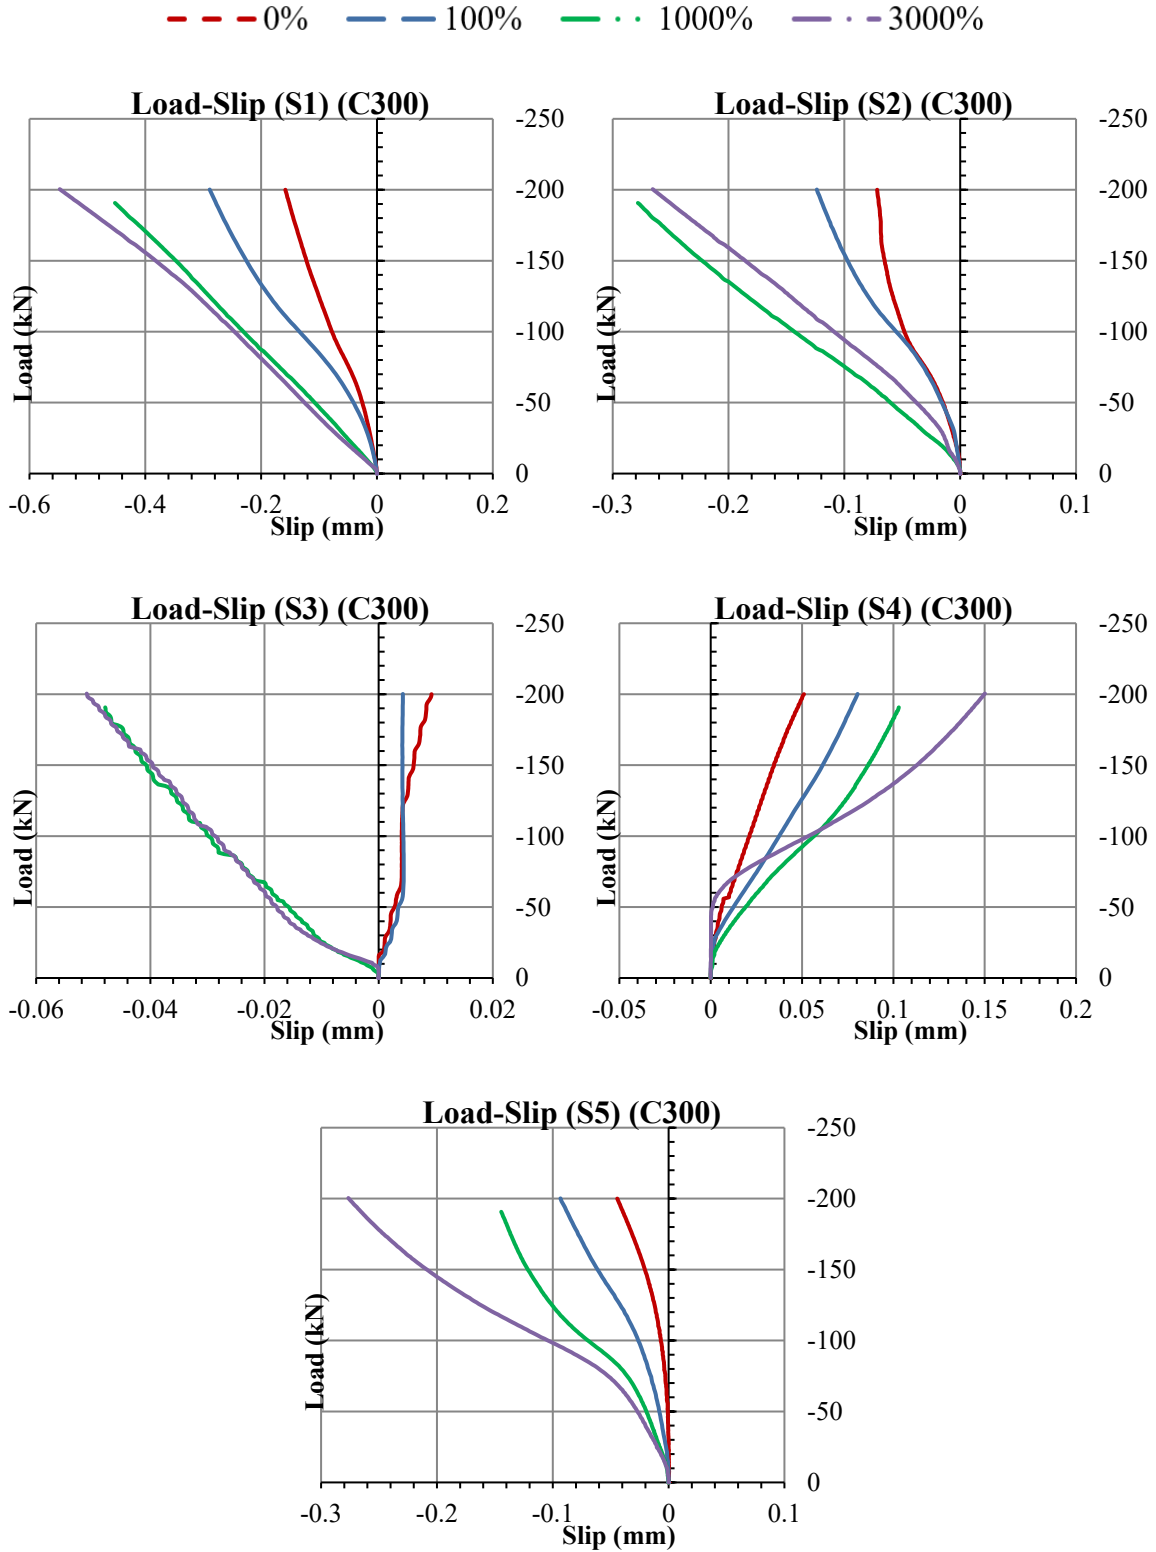 0% 100% 1000% 3000%
Load-Slip (S1) (C300)
-250
-200
-150
-100
-50
0
Load (kN)
-0.6 -0.4 -0.2 0 0.2
Slip (mm)
Load-Slip (S2) (C300)
-250
-200
-150
-100
-50
0
Load (kN)
-0.3 -0.2 -0.1 0 0.1
Slip (mm)
Load-Slip (S3) (C300)
-250
-200
-150
-100
-50
0
Load (kN)
-0.06 -0.04 -0.02 0 0.02
Slip (mm)
Load-Slip (S4) (C300)
-250
-200
-150
-100
-50
0
Load (kN)
-0.05 0 0.05 0.1 0.15 0.2
Slip (mm)
Load-Slip (S5) (C300)
-250
-200
-150
-100
-50
0
Load (kN)
-0.3 -0.2 -0.1 0 0.1
Slip (mm)